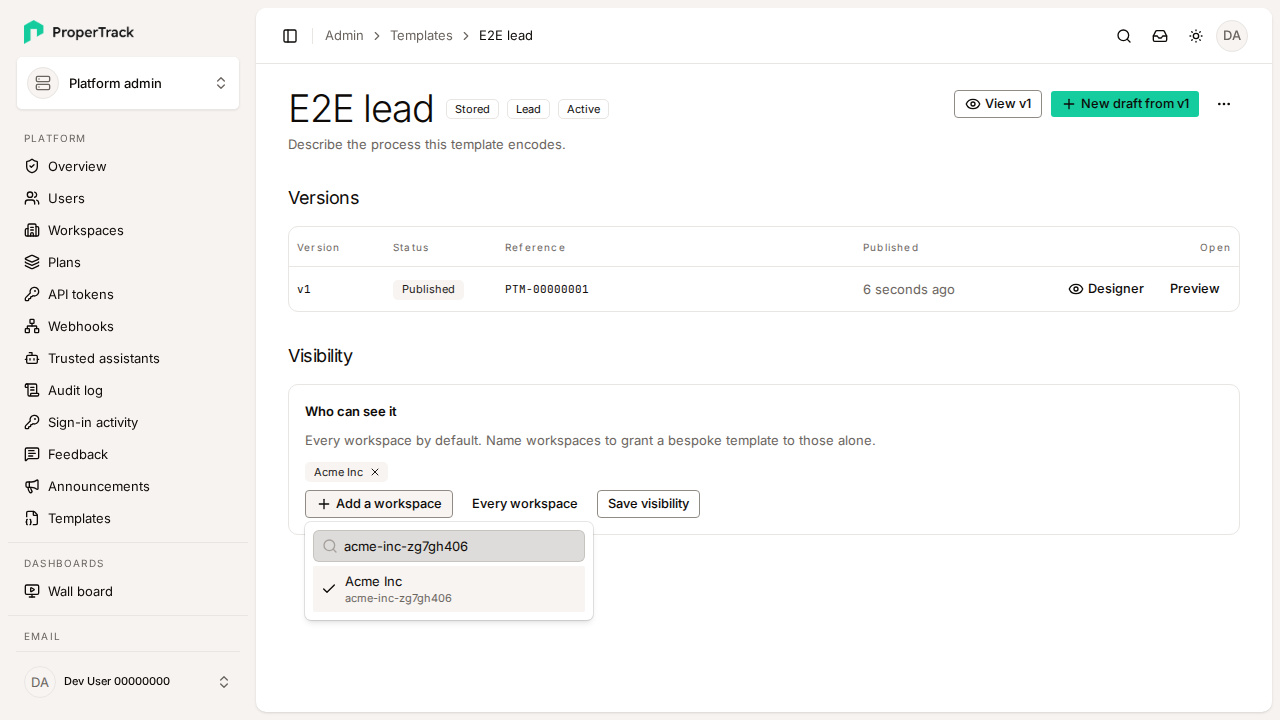 ProperTrack
Platform admin
PLATFORM
Overview
Users
Workspaces
Plans
API tokens
Webhooks
Trusted assistants
Audit log
Sign-in activity
Feedback
Announcements
Templates
DASHBOARDS
Wall board
EMAIL
DA Dev User 00000000
Admin Templates E2E lead
DA
E2E lead Stored Lead Active
View v1 New draft from v1
Describe the process this template encodes.
Versions
Version Status Reference Published Open
v1 Published PTM-00000001 6 seconds ago Designer Preview
Visibility
Who can see it
Every workspace by default. Name workspaces to grant a bespoke template to those alone.
Acme Inc
Add a workspace Every workspace Save visibility
acme-inc-zg7gh406
Acme Inc
acme-inc-zg7gh406